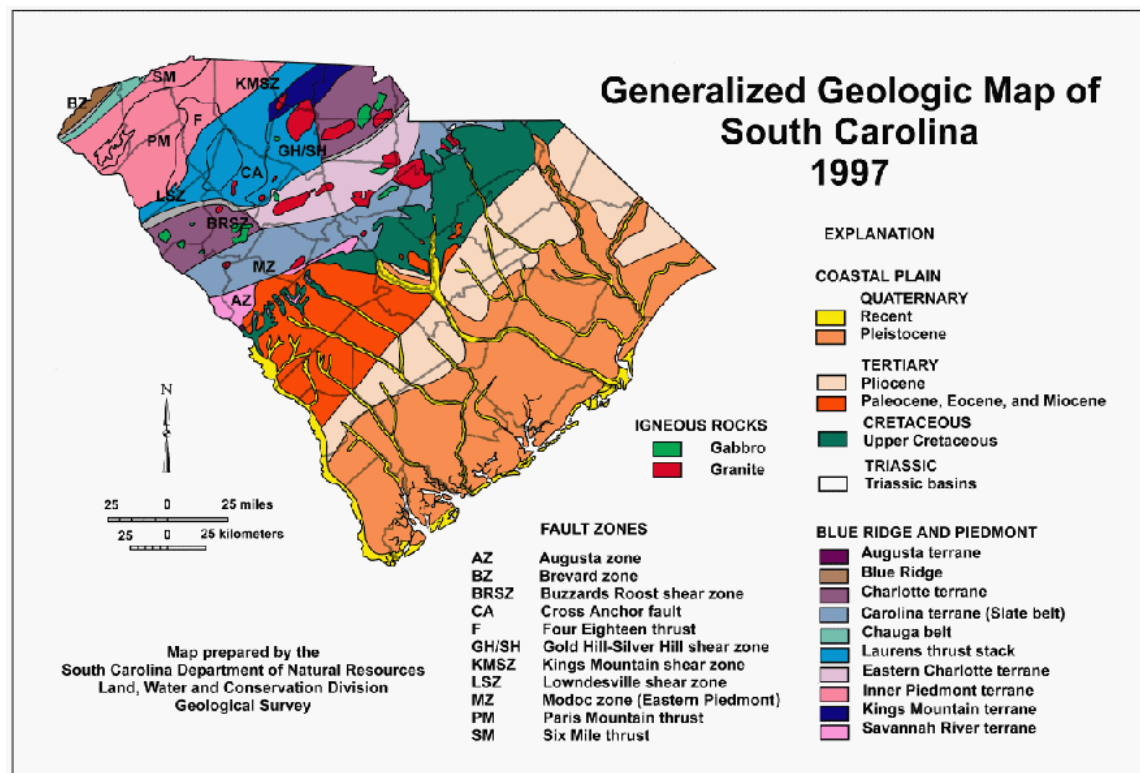 Generalized Geologic Map of
South Carolina
1997
SM
BZ
KMSZ
F
PM
GH/SH
CA
LSZ
BRSZ
MZ
AZ
N
25 0 25 miles
25 0 25 kilometers
Map prepared by the
South Carolina Department of Natural Resources
Land, Water and Conservation Division
Geological Survey
IGNEOUS ROCKS
Gabbro
Granite
FAULT ZONES
AZ Augusta zone
BZ Brevard zone
BRSZ Buzzards Roost shear zone
CA Cross Anchor fault
F Four Eighteen thrust
GH/SH Gold Hill-Silver Hill shear zone
KMSZ Kings Mountain shear zone
LSZ Lowndesville shear zone
MZ Modoc zone (Eastern Piedmont)
PM Paris Mountain thrust
SM Six Mile thrust
EXPLANATION
COASTAL PLAIN
QUATERNARY
Recent
Pleistocene
TERTIARY
Pliocene
Paleocene, Eocene, and Miocene
CRETACEOUS
Upper Cretaceous
TRIASSIC
Triassic basins
BLUE RIDGE AND PIEDMONT
Augusta terrane
Blue Ridge
Charlotte terrane
Carolina terrane (Slate belt)
Chauga belt
Laurens thrust stack
Eastern Charlotte terrane
Inner Piedmont terrane
Kings Mountain terrane
Savannah River terrane